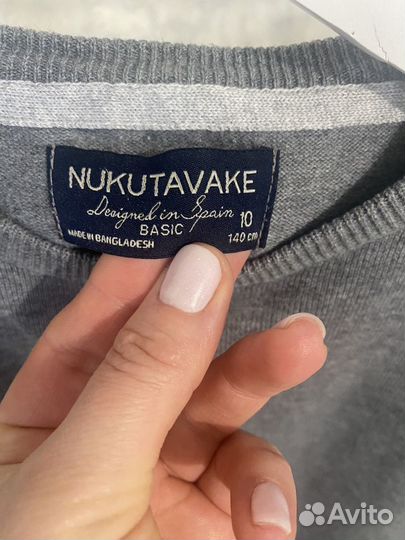 NUKUTAVAKE
Designed in Spain 10
BASIC 140 cm
MADE IN BANGLADESH
Avito